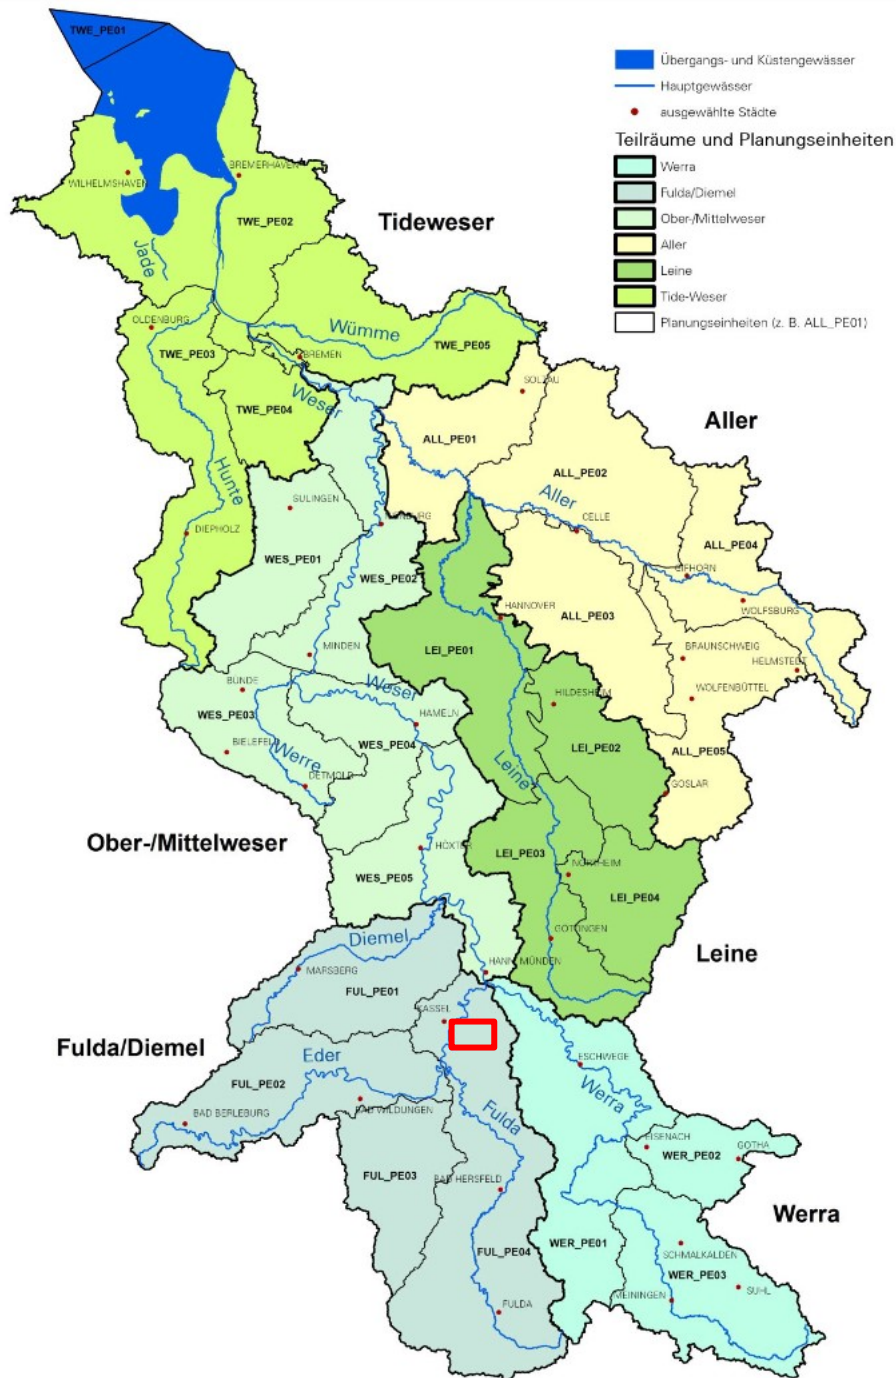 TWE_PE01
Übergangs- und Küstengewässer
Hauptgewässer
ausgewählte Städte
Teilräume und Planungseinheiten
Werra
Fulda/Diemel
Ober-/Mittelweser
Aller
Leine
Tide-Weser
Planungseinheiten (z. B. ALL_PE01)
WILHELMSHAVEN
BREMERHAVEN
TWE_PE02
Tideweser
Jade
OLDENBURG
Wümme
TWE_PE03
BREMEN
TWE_PE05
Weser
TWE_PE04
SOLZAU
Aller
ALL_PE01
ALL_PE02
Hunte
SULINGEN
Aller
NIENBURG
CELLE
DIEPHOLZ
ALL_PE04
WES_PE01
WES_PE02
GIFHORN
WOLFSBURG
HANNOVER
ALL_PE03
LEI_PE01
MINDEN
BRAUNSCHWEIG
HELMSTEDT
BÜNDE
Weser
WOLFENBÜTTEL
HILDESHEIM
WES_PE03
HAMELN
BIELEFELD
Werre
WES_PE04
LEI_PE02
ALL_PE05
DETMOLD
Leine
GOSLAR
Ober-/Mittelweser
HÖXTER
LEI_PE03
WES_PE05
NORTHEIM
LEI_PE04
Diemel
GÖTTINGEN
Leine
MARSBERG
HANN. MÜNDEN
FUL_PE01
KASSEL
Fulda/Diemel
Eder
ESCHWEGE
FUL_PE02
Werra
BAD BERLEBURG
BAD WILDUNGEN
Fulda
EISENACH
GOTHA
WER_PE02
FUL_PE03
BAD HERSFELD
Werra
WER_PE01
FUL_PE04
SCHMALKALDEN
WER_PE03
SUHL
MEININGEN
FULDA